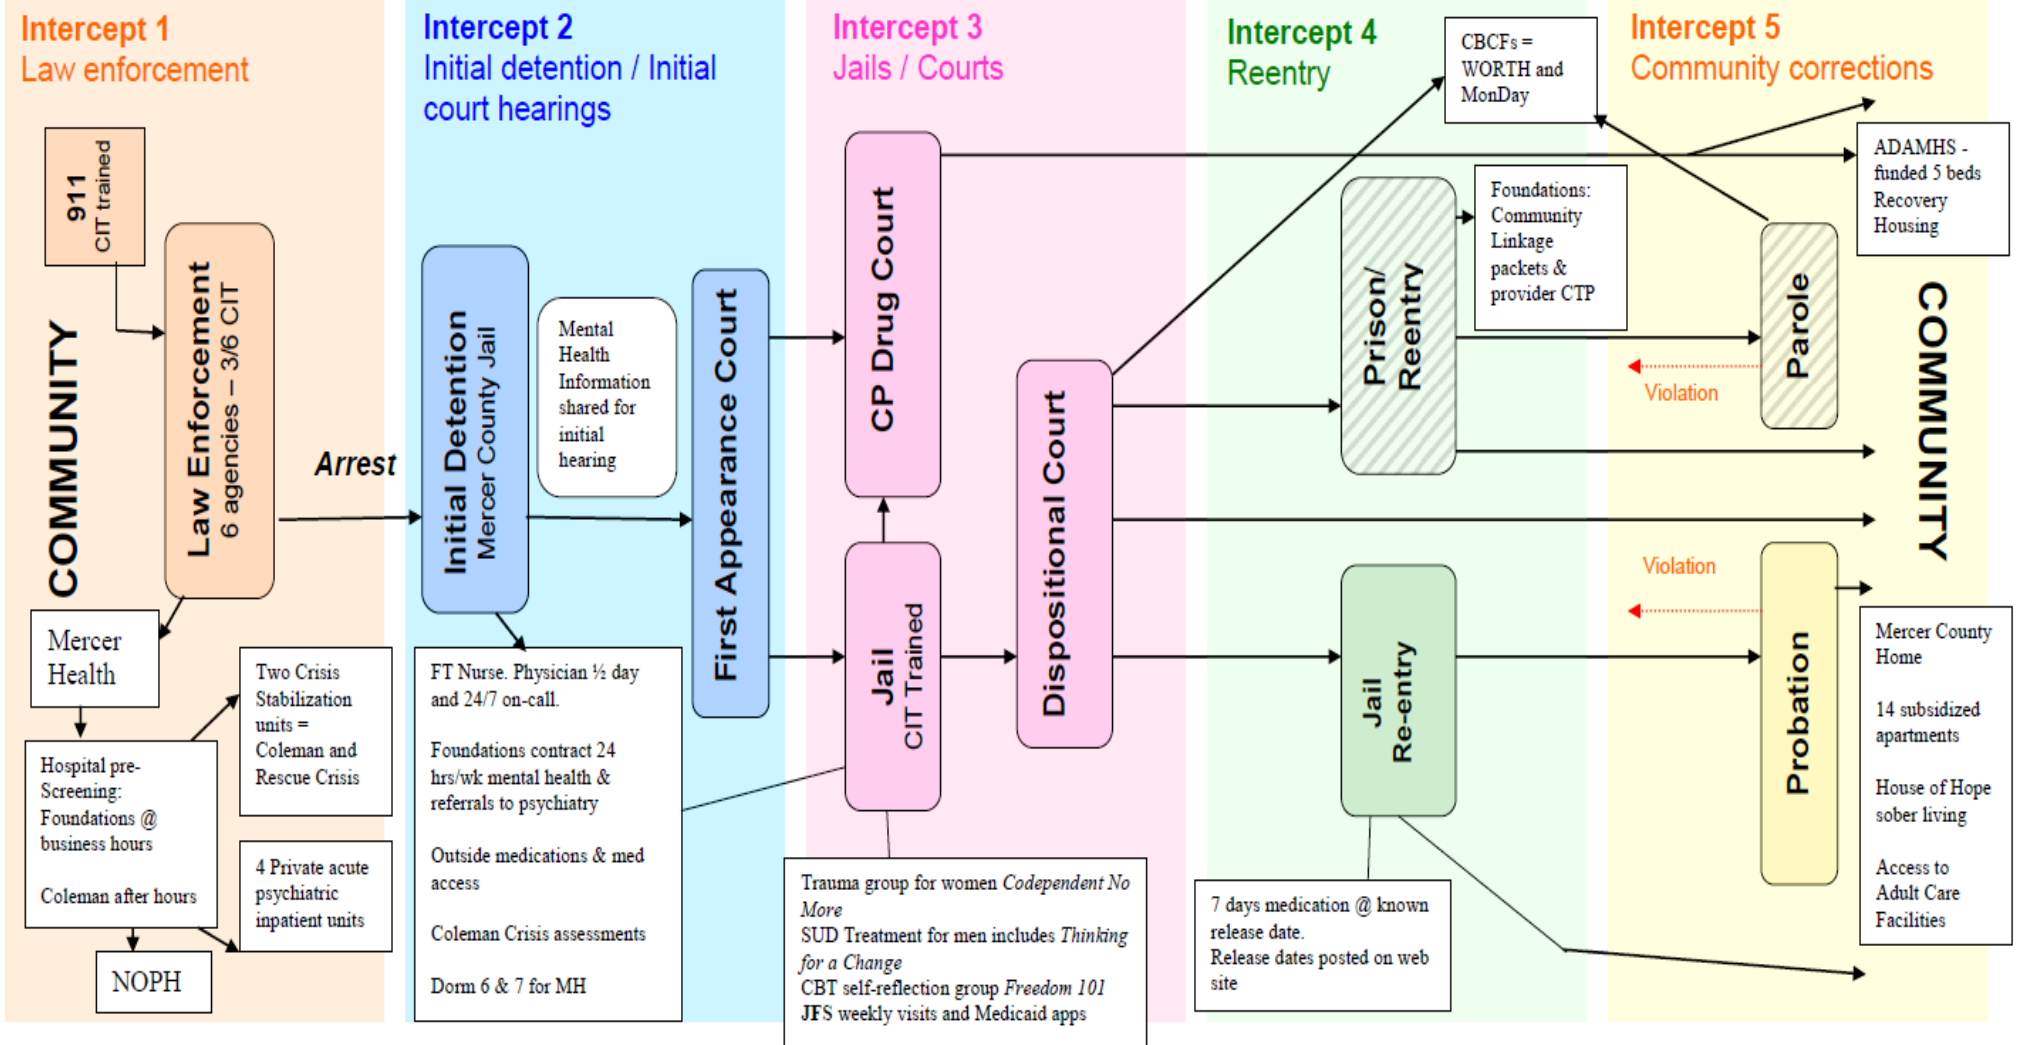 Intercept 1
Law enforcement
911
CIT trained
COMMUNITY
Law Enforcement
6 agencies – 3/6 CIT
Arrest
Mercer
Health
Hospital pre-
Screening:
Foundations @
business hours
Coleman after hours
NOPH
Two Crisis
Stabilization
units =
Coleman and
Rescue Crisis
4 Private acute
psychiatric
inpatient units
Intercept 2
Initial detention / Initial
court hearings
Initial Detention
Mercer County Jail
Mental
Health
Information
shared for
initial
hearing
First Appearance Court
FT Nurse. Physician ½ day
and 24/7 on-call.
Foundations contract 24
hrs/wk mental health &
referrals to psychiatry
Outside medications & med
access
Coleman Crisis assessments
Dorm 6 & 7 for MH
Intercept 3
Jails / Courts
CP Drug Court
Jail
CIT Trained
Dispositional Court
Trauma group for women Codependent No
More
SUD Treatment for men includes Thinking
for a Change
CBT self-reflection group Freedom 101
JFS weekly visits and Medicaid apps
Intercept 4
Reentry
CBCFs =
WORTH and
MonDay
Prison/
Reentry
Foundations:
Community
Linkage
packets &
provider CTP
Jail
Re-entry
7 days medication @ known
release date.
Release dates posted on web
site
Intercept 5
Community corrections
ADAMHS -
funded 5 beds
Recovery
Housing
Parole
Violation
COMMUNITY
Violation
Probation
Mercer County
Home
14 subsidized
apartments
House of Hope
sober living
Access to
Adult Care
Facilities